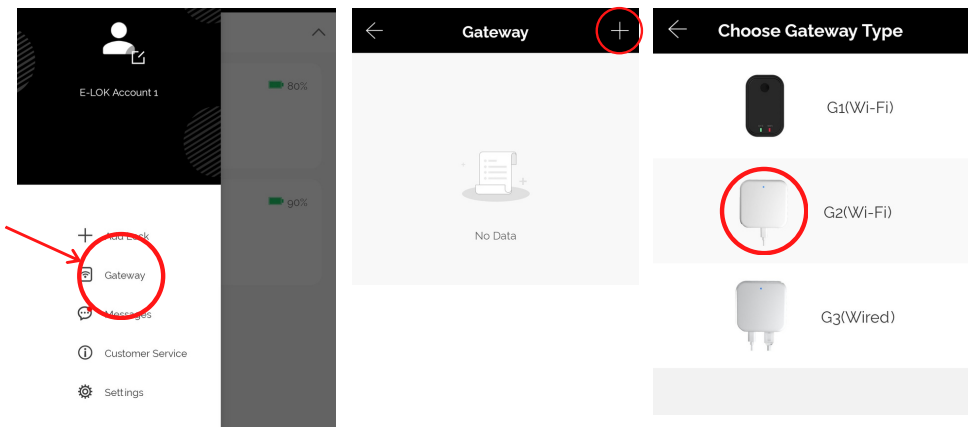 E-LOK Account 1
80%
90%
Add Lock
Gateway
Messages
Customer Service
Settings
Gateway
No Data
Choose Gateway Type
G1(Wi-Fi)
G2(Wi-Fi)
G3(Wired)